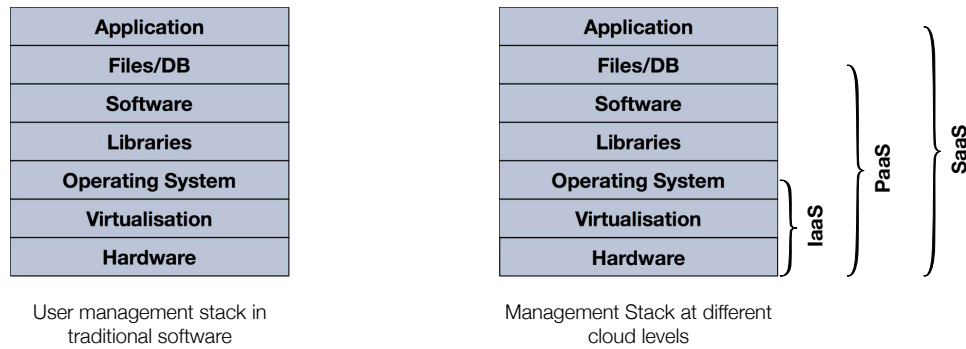 Application
Files/DB
Software
Libraries
Operating System
Virtualisation
Hardware
User management stack in
traditional software
Application
Files/DB
Software
Libraries
Operating System
Virtualisation
Hardware
IaaS
PaaS
SaaS
Management Stack at different
cloud levels